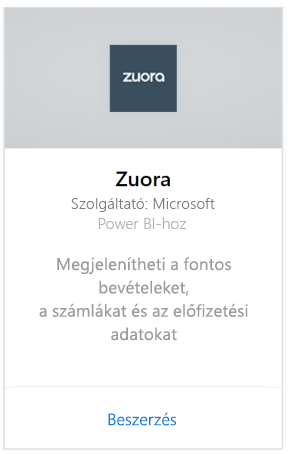 zuora
Zuora
Szolgáltató: Microsoft
Power BI-hoz
Megjelenítheti a fontos
bevételeket,
a számlákat és az előfizetési
adatokat
Beszerzés